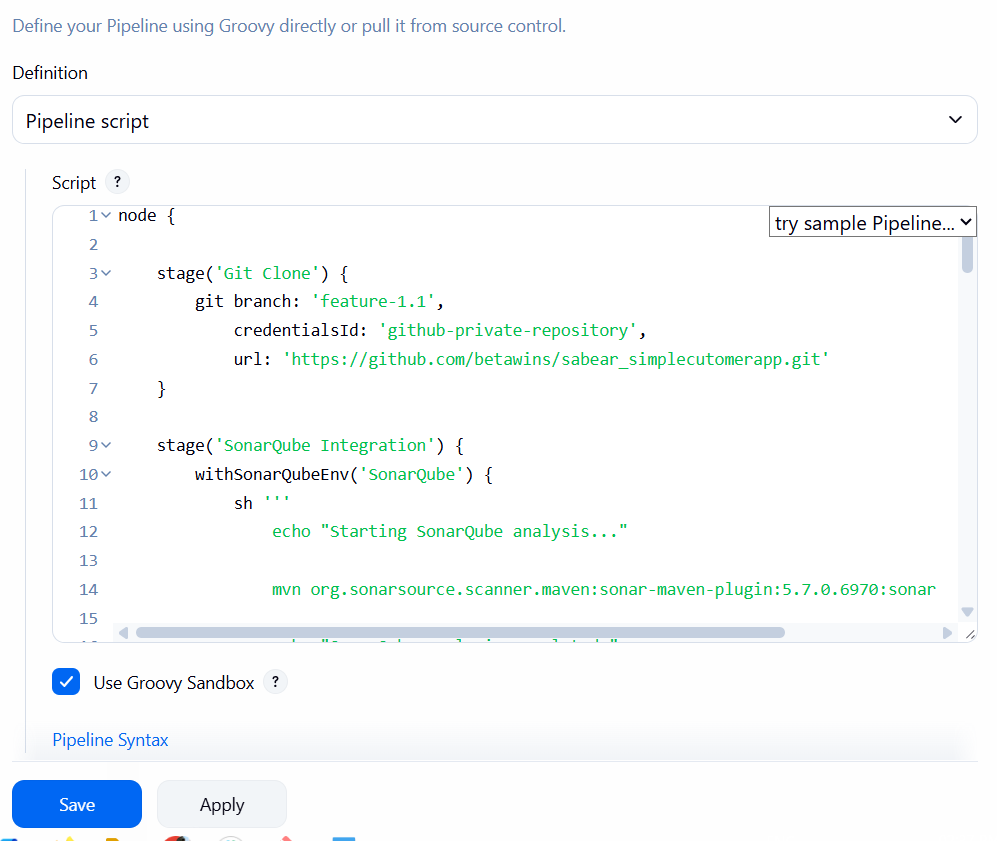 Define your Pipeline using Groovy directly or pull it from source control.
Definition
Pipeline script
Script ?
try sample Pipeline...
1 node {
2
3 stage('Git Clone') {
4 git branch: 'feature-1.1',
5 credentialsId: 'github-private-repository',
6 url: 'https://github.com/betawins/sabear_simplecutomerapp.git'
7 }
8
9 stage('SonarQube Integration') {
10 withSonarQubeEnv('SonarQube') {
11 sh '''
12 echo "Starting SonarQube analysis..."
13
14 mvn org.sonarsource.scanner.maven:sonar-maven-plugin:5.7.0.6970:sonar
15
Use Groovy Sandbox ?
Pipeline Syntax
Save
Apply